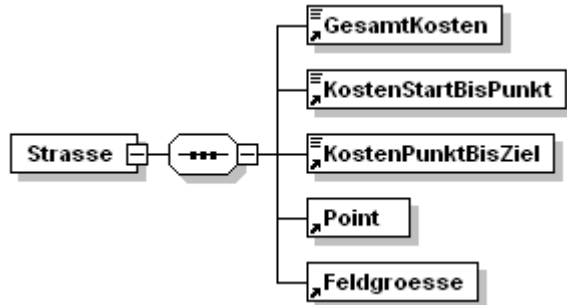 GesamtKosten
KostenStartBisPunkt
Strasse
KostenPunktBisZiel
Point
Feldgroesse